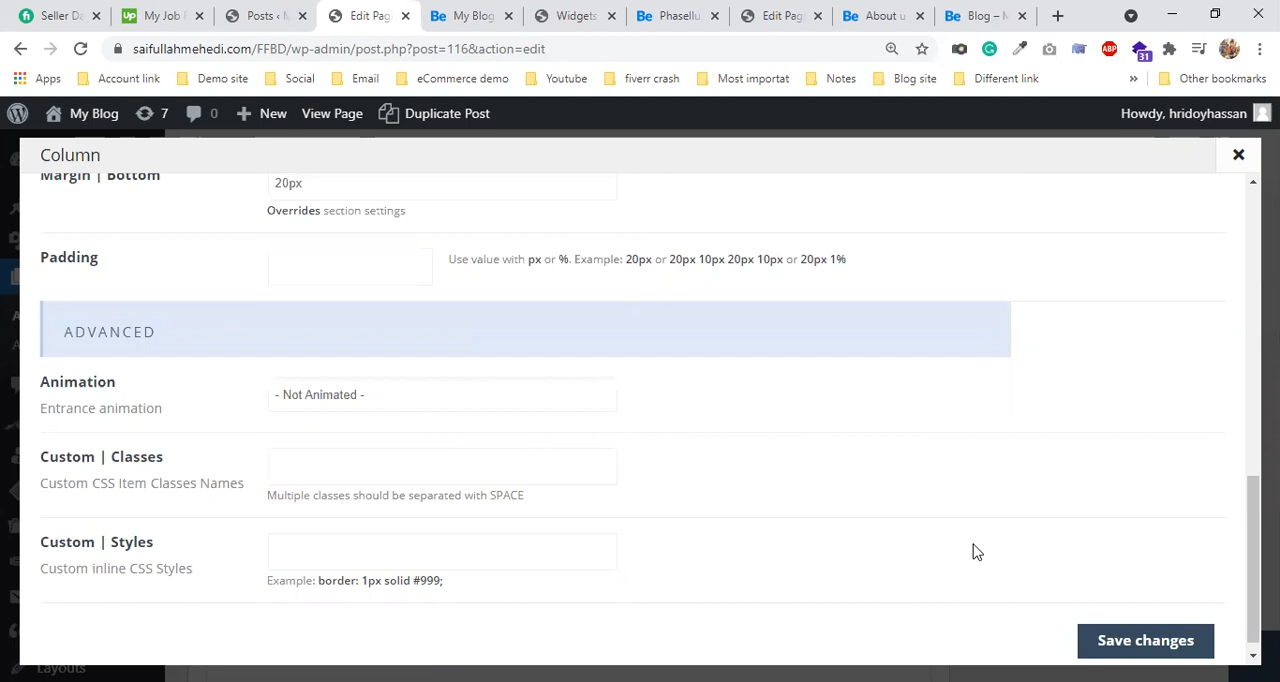 Seller Da
My Job F
Posts ‹ M
Edit Pag
My Blog
Widgets
Phasellu
Edit Pag
About u
Blog – M
saifullahmehedi.com/FFBD/wp-admin/post.php?post=116&action=edit
ABP
31
Apps
Account link
Demo site
Social
Email
eCommerce demo
Youtube
fiverr crash
Most importat
Notes
Blog site
Different link
»
Other bookmarks
My Blog
7
0
New
View Page
Duplicate Post
Howdy, hridoyhassan
Column
Margin | Bottom
20px
Overrides section settings
Padding
Use value with px or %. Example: 20px or 20px 10px 20px 10px or 20px 1%
ADVANCED
Animation
- Not Animated -
Entrance animation
Custom | Classes
Custom CSS Item Classes Names
Multiple classes should be separated with SPACE
Custom | Styles
Custom inline CSS Styles
Example: border: 1px solid #999;
Save changes
Layouts